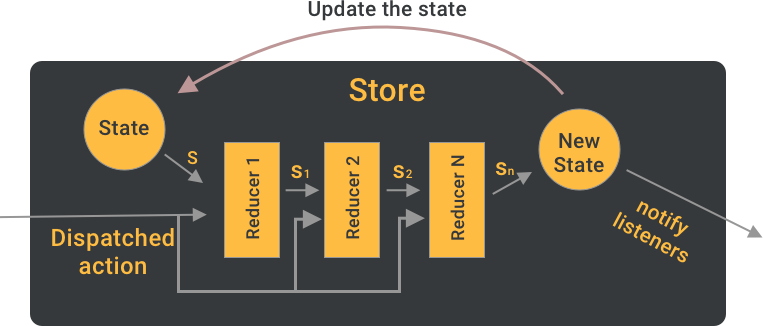 Update the state
Store
State
S
Reducer 1
S1
Reducer 2
S2
Reducer N
Sn
New
State
Dispatched
action
notify
listeners